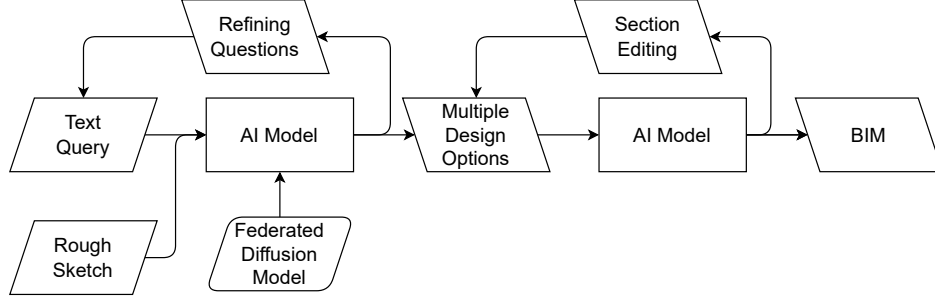 Refining
Questions
Section
Editing
Text
Query
AI Model
Multiple
Design
Options
AI Model
BIM
Rough
Sketch
Federated
Diffusion
Model